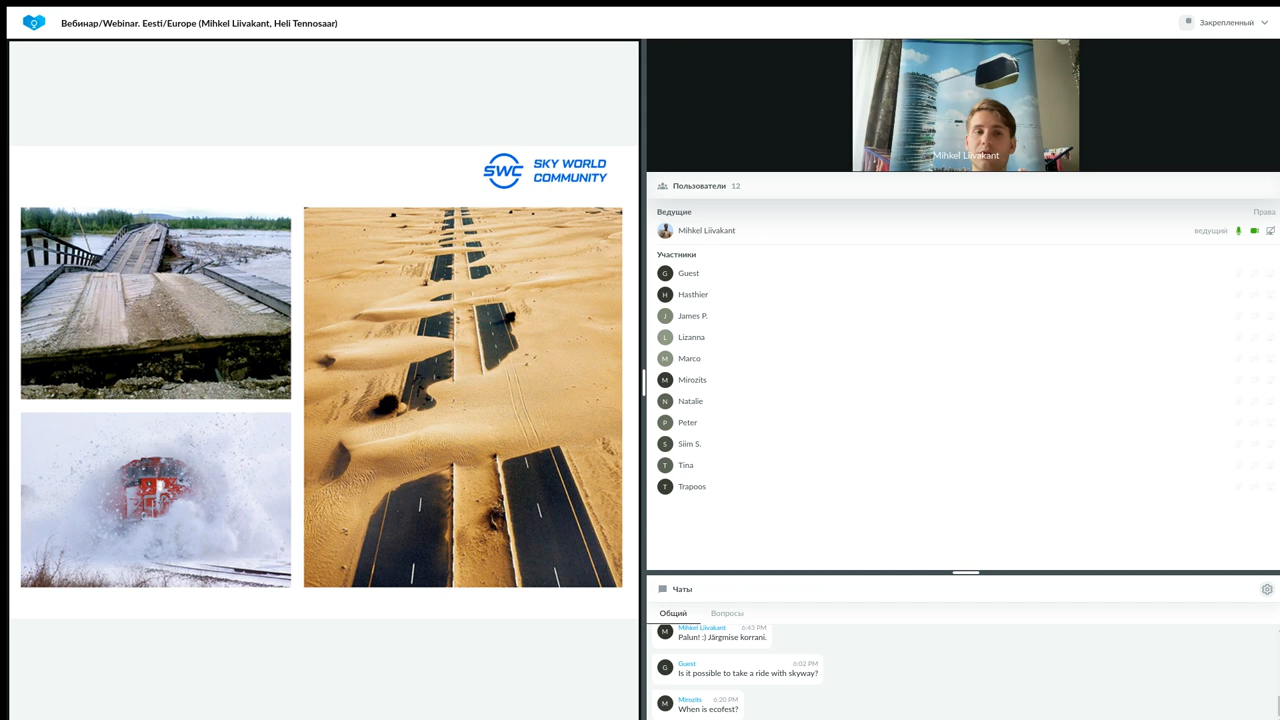 Вебинар/Webinar. Eesti/Europe (Mihkel Liivakant, Heli Tennosaar)
Закрепленный
SWC SKY WORLD
COMMUNITY
Mihkel Liivakant
Пользователи 12
Ведущие Права
Mihkel Liivakant ведущий
Участники
G Guest
H Hasthier
J James P.
L Lizanna
M Marco
M Mirozits
N Natalie
P Peter
S Siim S.
T Tina
T Trapoos
Чаты
Общий Вопросы
Mihkel Liivakant 6:43 PM
M Palun! :) Järgmise korrani.
Guest 6:02 PM
G Is it possible to take a ride with skyway?
Mirozits 6:20 PM
M When is ecofest?